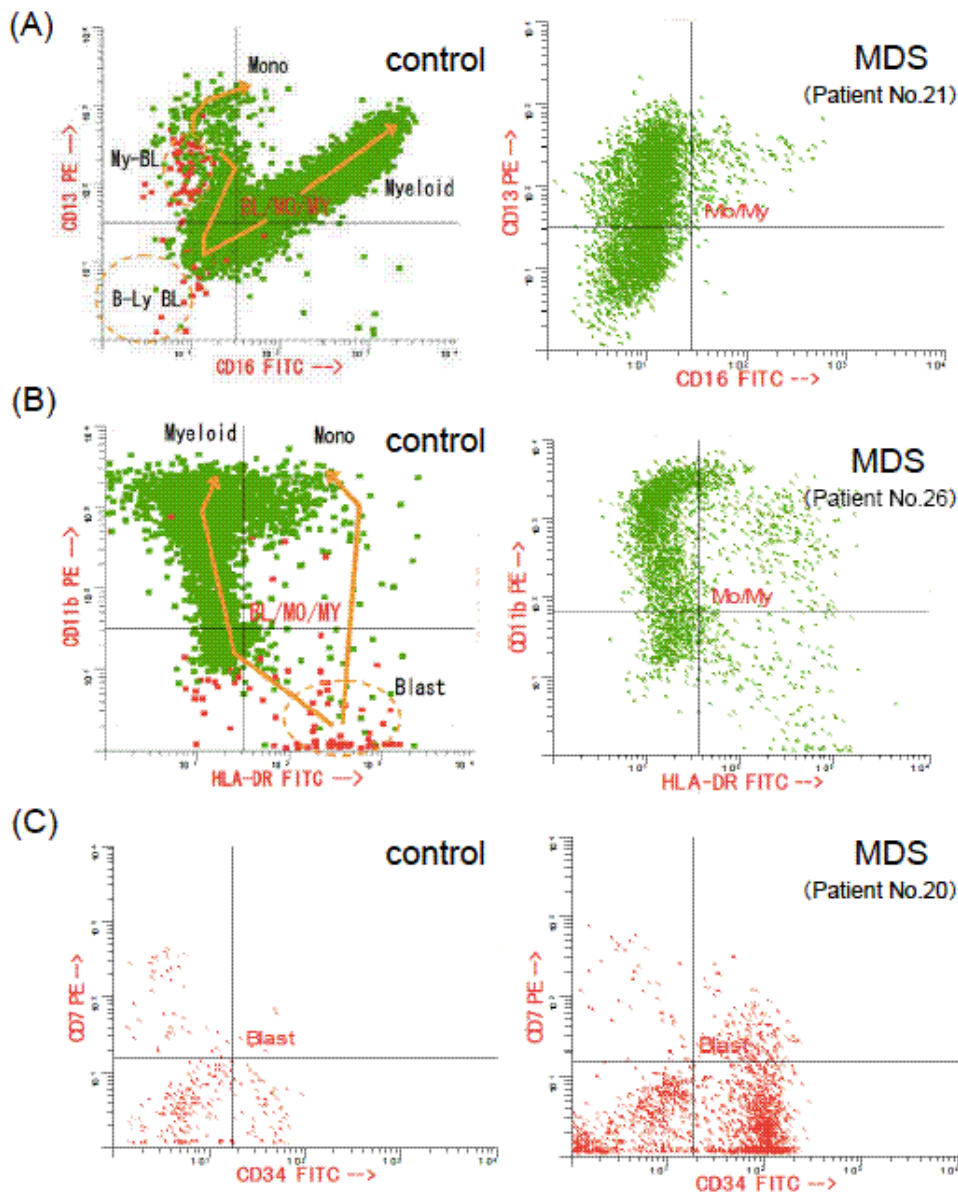 (A)
control
Mono
My-BL
BL/MO/MY
Myeloid
B-Ly BL
CD13 PE -->
CD16 FITC -->
MDS
(Patient No.21)
Mo/My
CD13 PE -->
CD16 FITC -->
(B)
control
Myeloid
Mono
BL/MO/MY
Blast
CD11b PE -->
HLA-DR FITC -->
MDS
(Patient No.26)
Mo/My
CD11b PE -->
HLA-DR FITC -->
(C)
control
Blast
CD7 PE -->
CD34 FITC -->
MDS
(Patient No.20)
Blast
CD7 PE -->
CD34 FITC -->